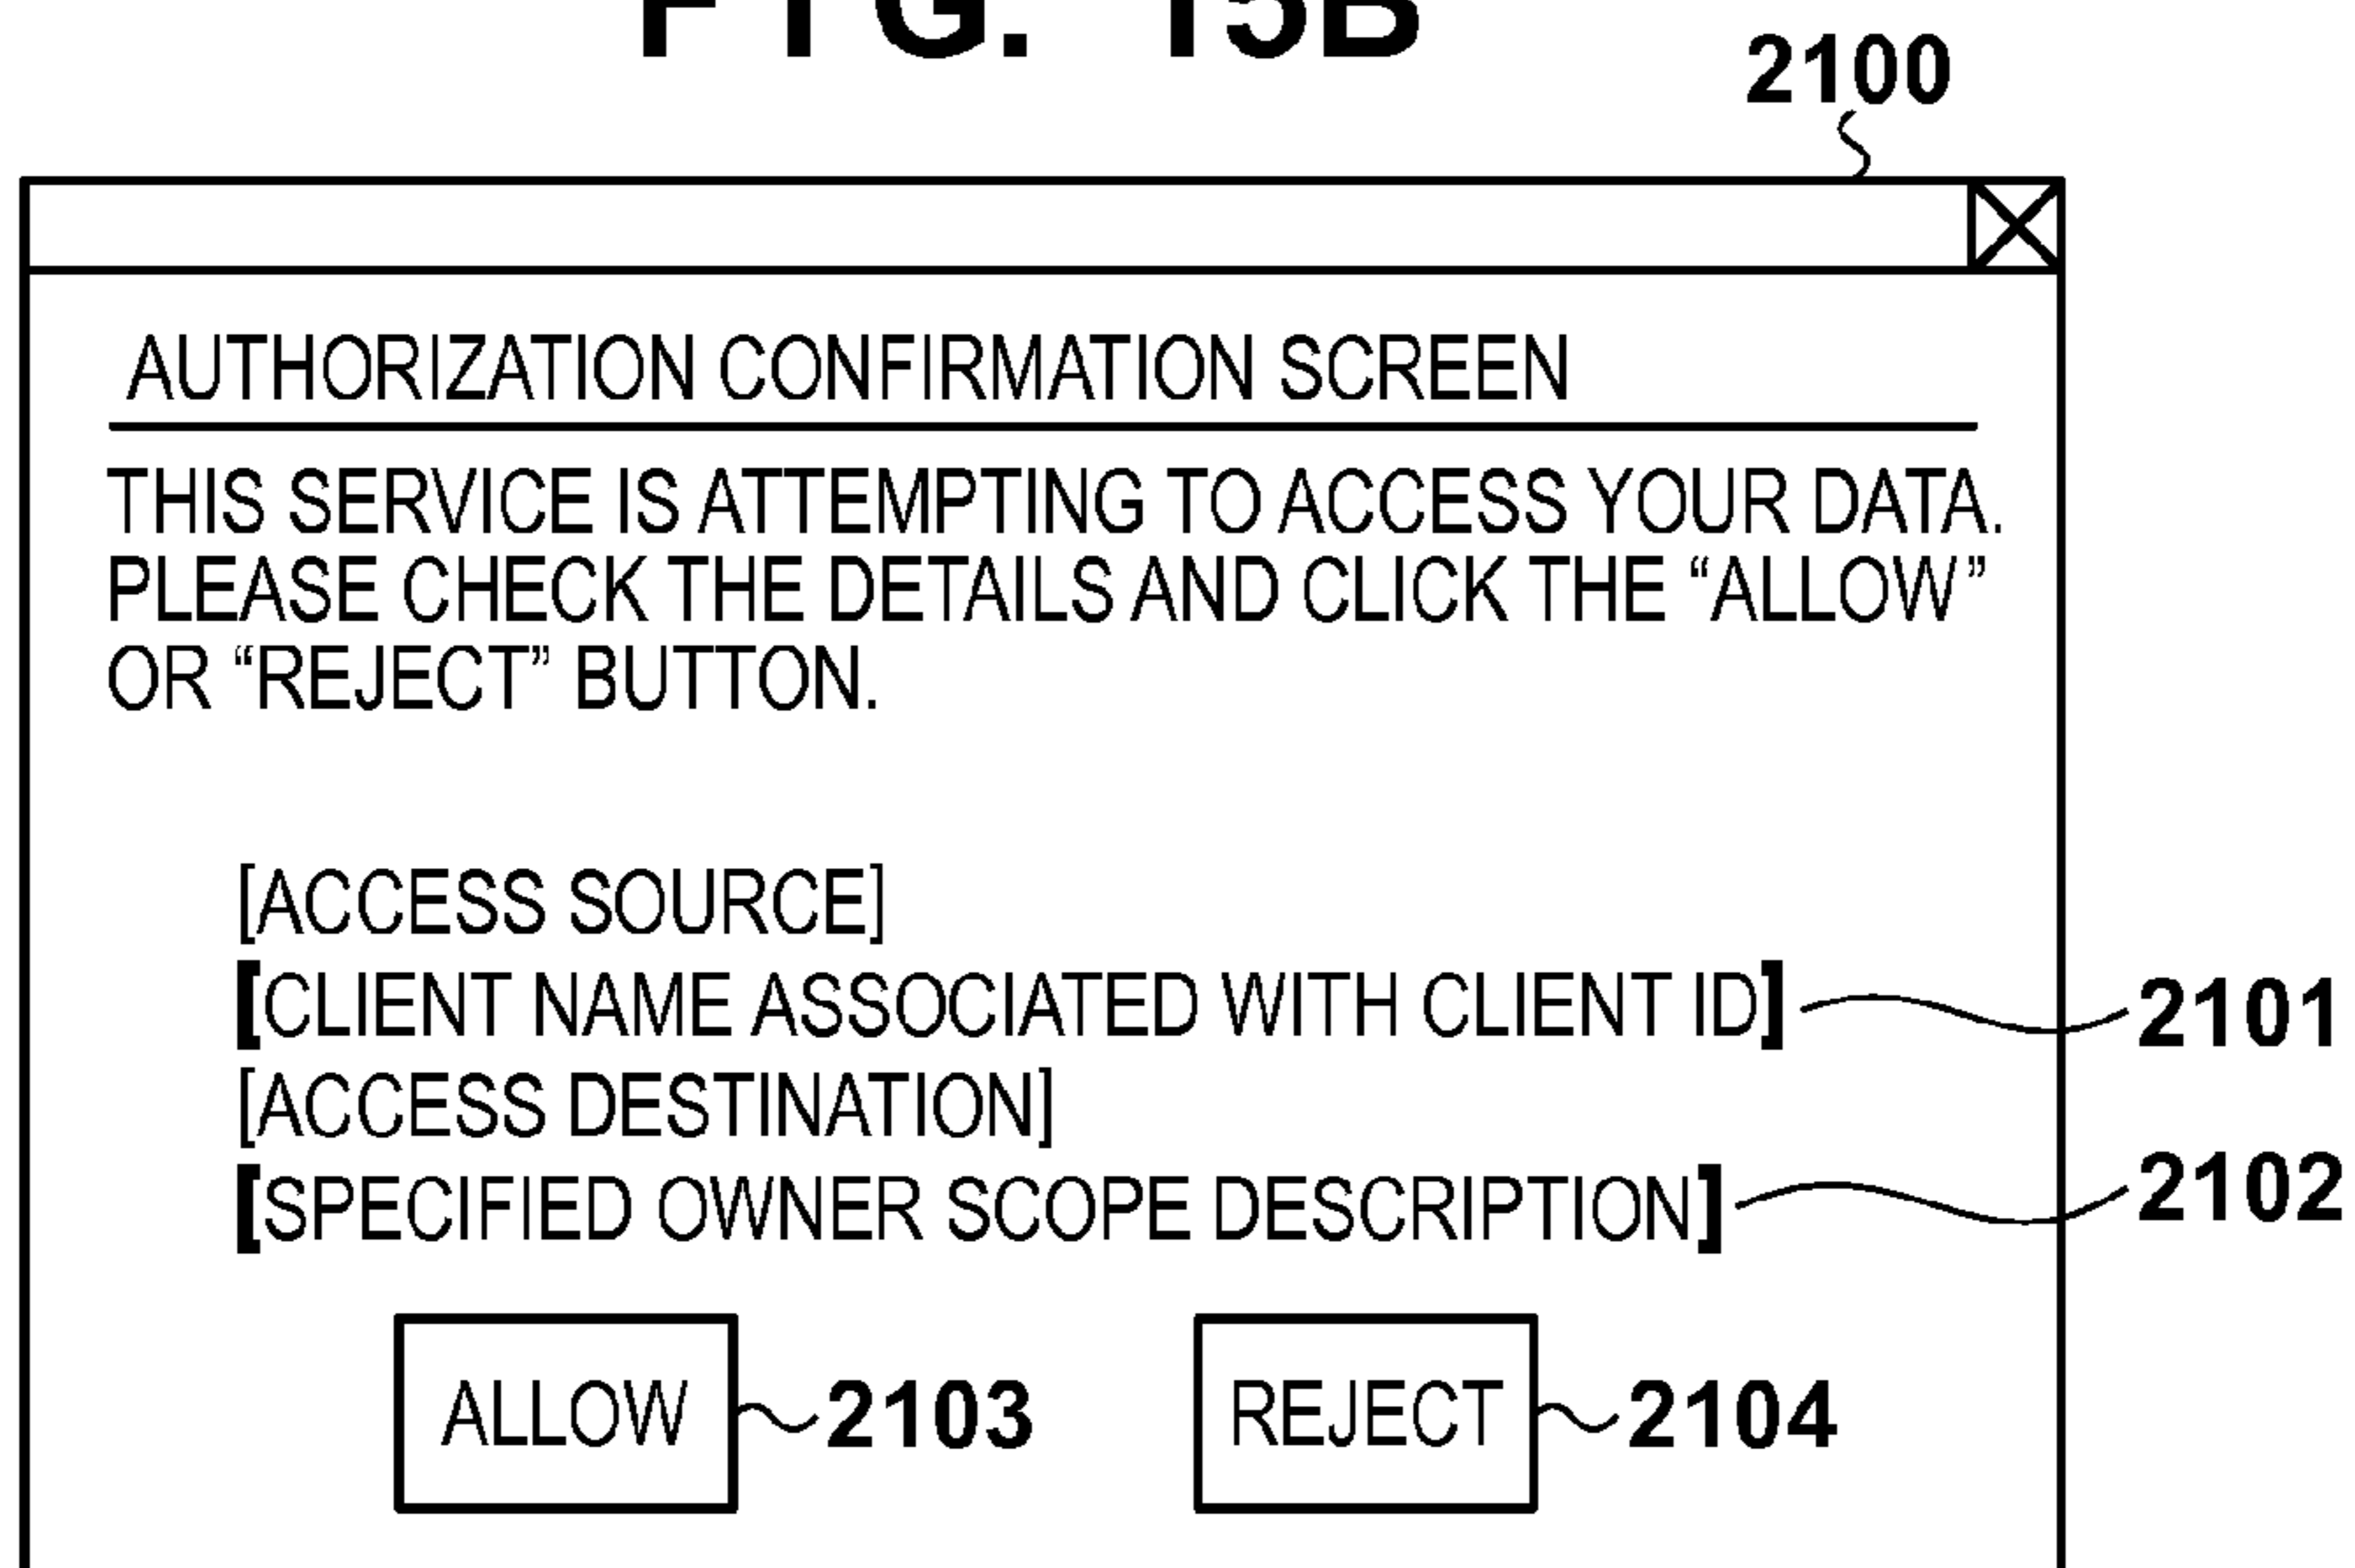 FIG. 15B
2100
AUTHORIZATION CONFIRMATION SCREEN
THIS SERVICE IS ATTEMPTING TO ACCESS YOUR DATA.
PLEASE CHECK THE DETAILS AND CLICK THE “ALLOW”
OR “REJECT” BUTTON.
[ACCESS SOURCE]
[CLIENT NAME ASSOCIATED WITH CLIENT ID] 2101
[ACCESS DESTINATION]
[SPECIFIED OWNER SCOPE DESCRIPTION] 2102
ALLOW 2103 REJECT 2104